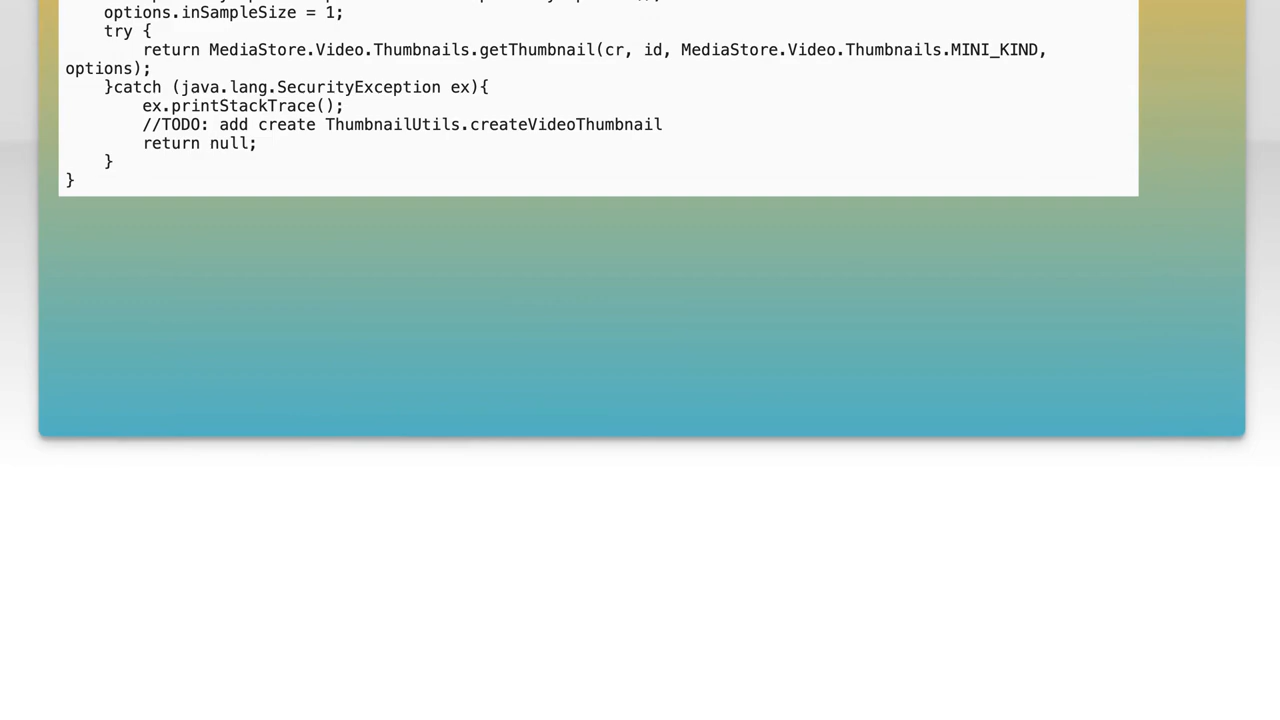 options.inSampleSize = 1;
try {
return MediaStore.Video.Thumbnails.getThumbnail(cr, id, MediaStore.Video.Thumbnails.MINI_KIND,
options);
}catch (java.lang.SecurityException ex){
ex.printStackTrace();
//TODO: add create ThumbnailUtils.createVideoThumbnail
return null;
}
}